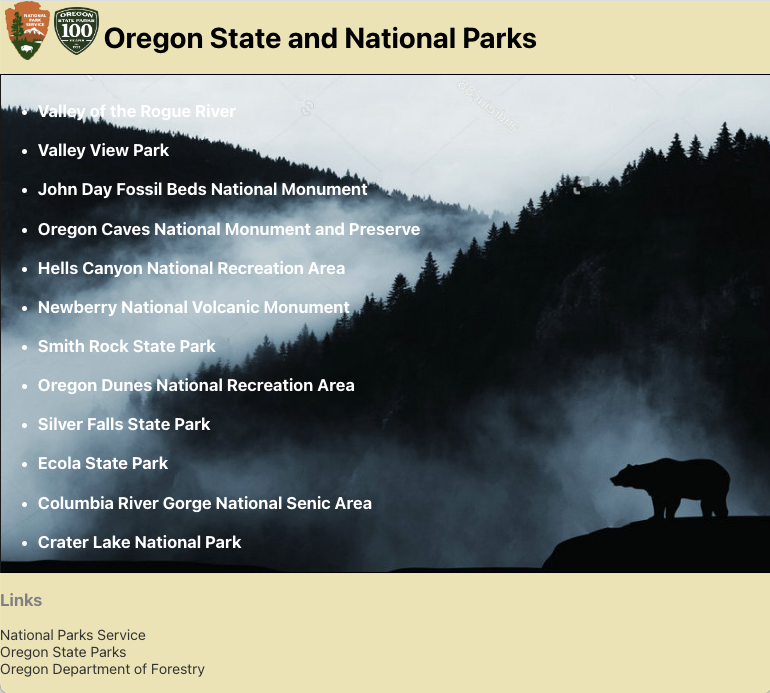 NATIONAL
PARK
SERVICE
OREGON
STATE PARKS
100
YEARS
Oregon State and National Parks
Valley of the Rogue River
Valley View Park
John Day Fossil Beds National Monument
Oregon Caves National Monument and Preserve
Hells Canyon National Recreation Area
Newberry National Volcanic Monument
Smith Rock State Park
Oregon Dunes National Recreation Area
Silver Falls State Park
Ecola State Park
Columbia River Gorge National Senic Area
Crater Lake National Park
Links
National Parks Service
Oregon State Parks
Oregon Department of Forestry